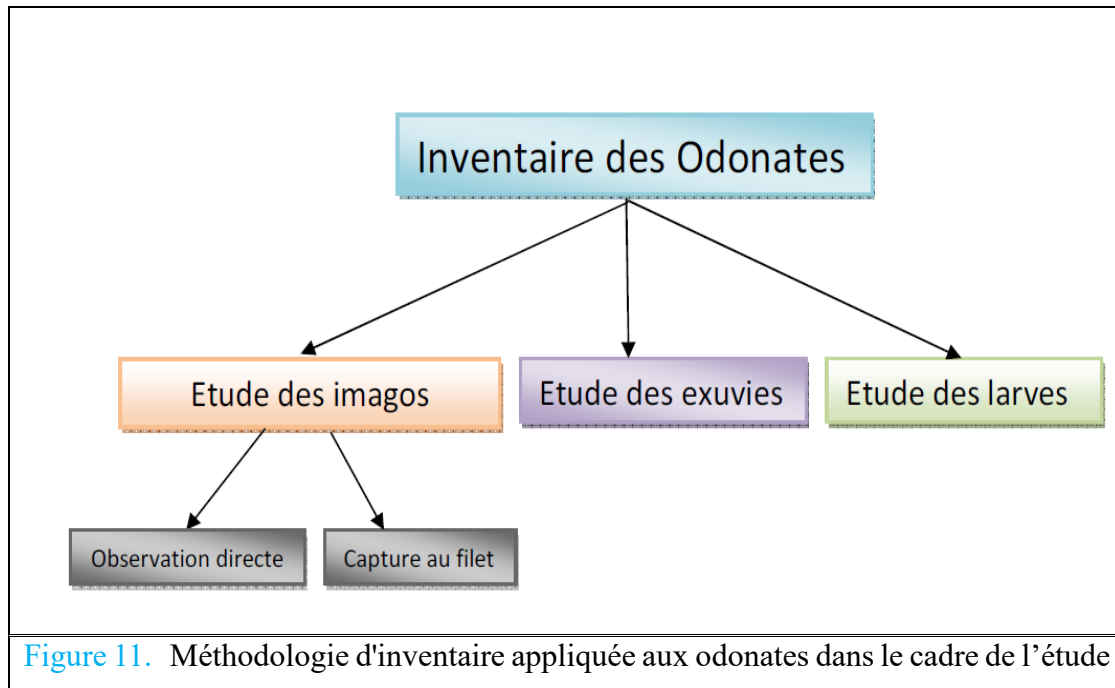 Inventaire des Odonates
Etude des imagos
Etude des exuvies
Etude des larves
Observation directe
Capture au filet
Figure 11. Méthodologie d'inventaire appliquée aux odonates dans le cadre de l’étude